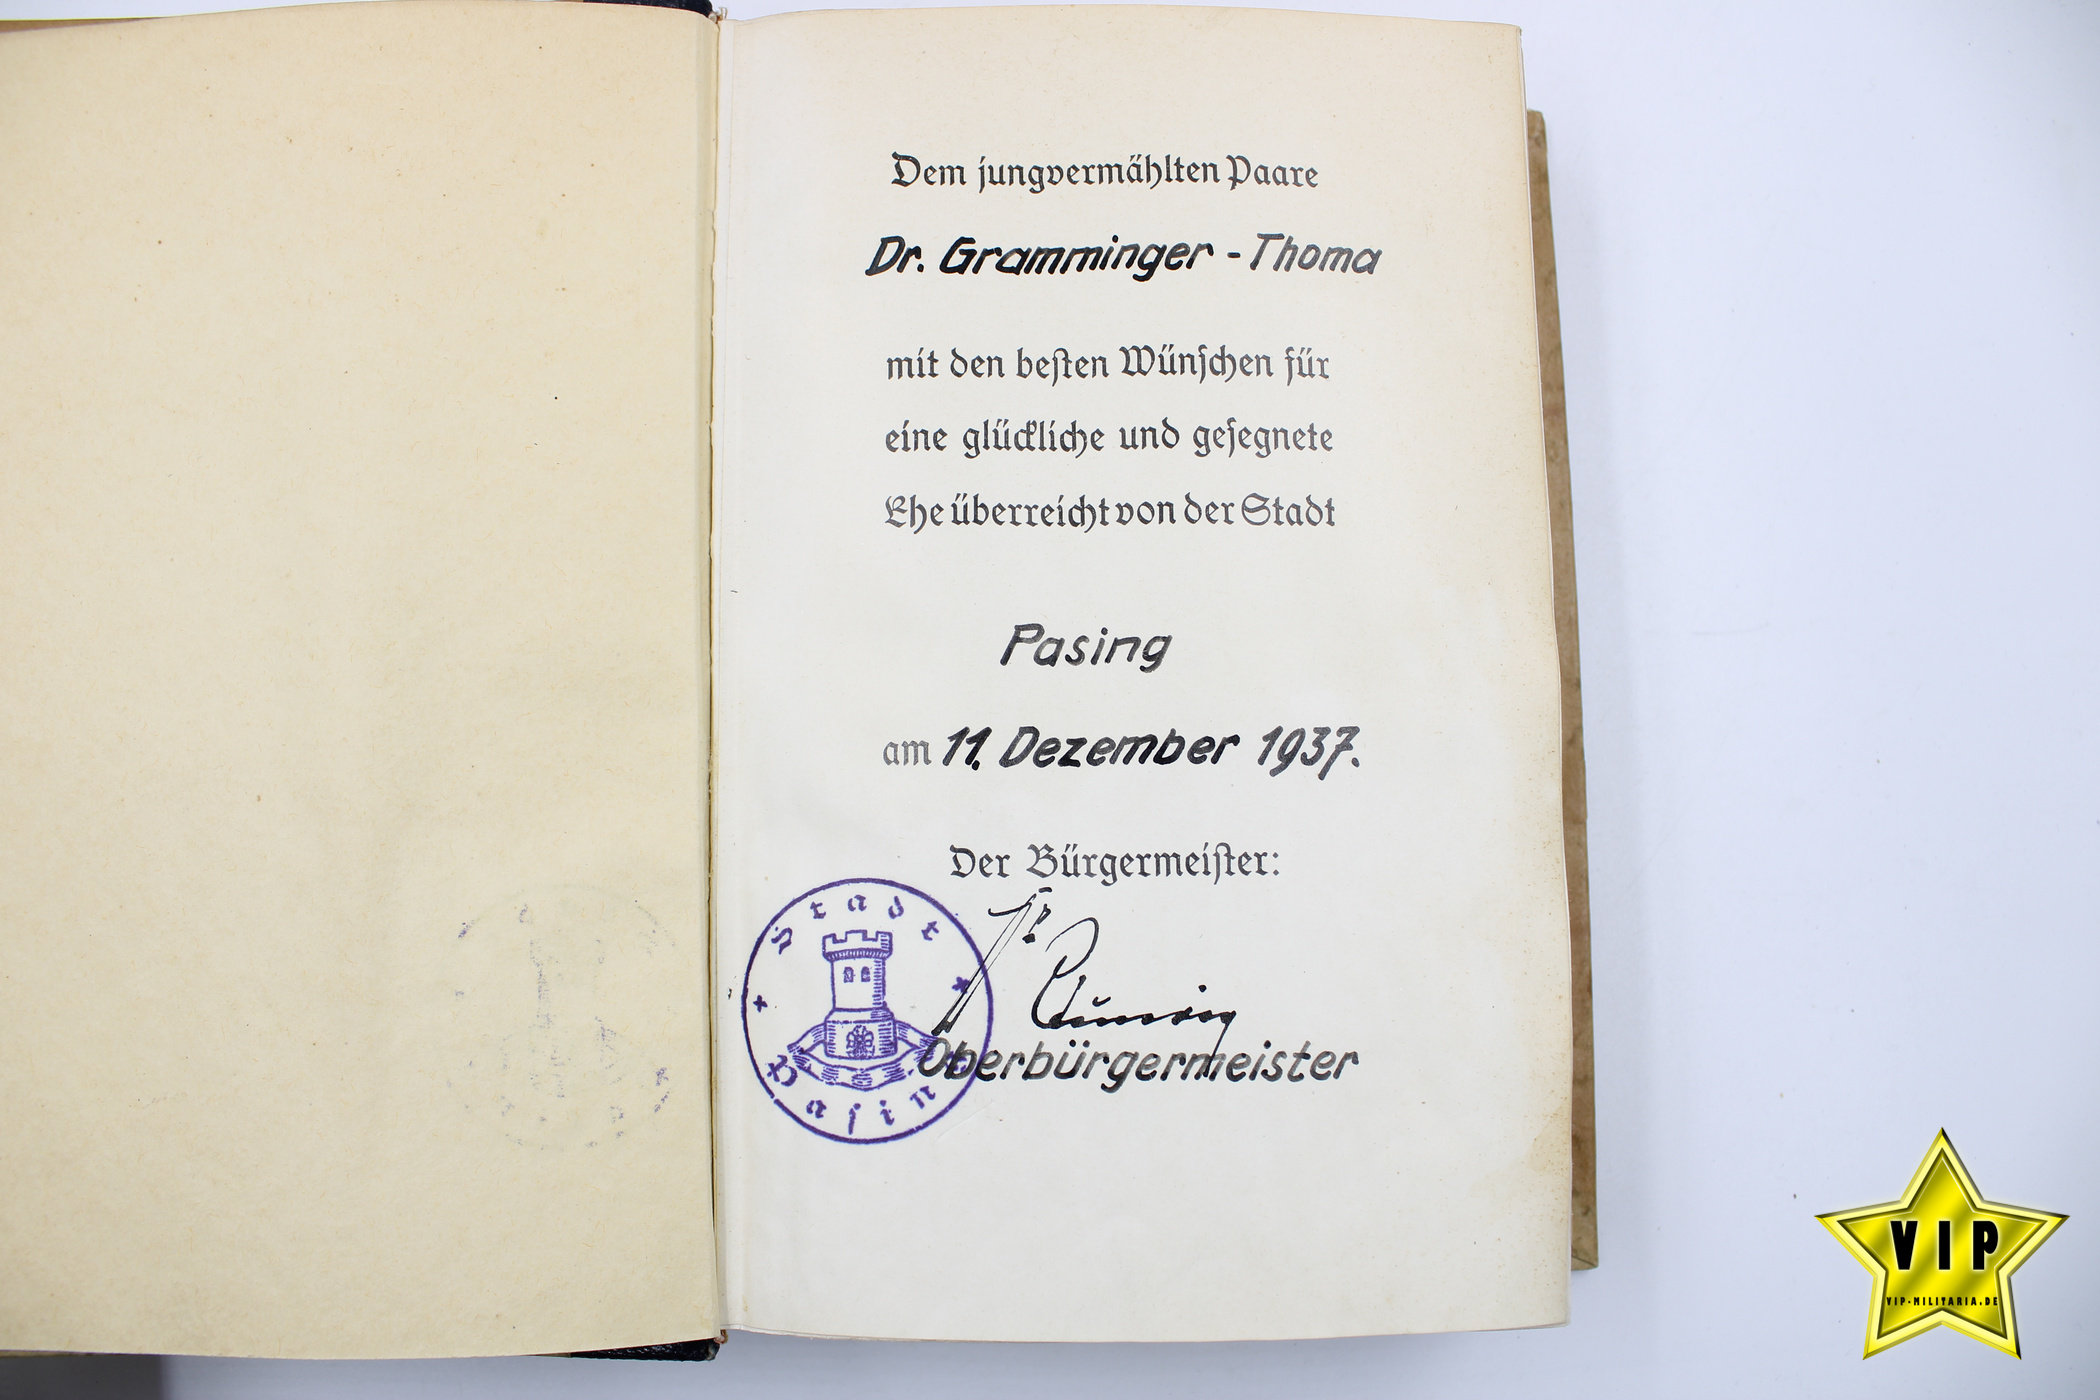 Dem jungvermählten Paare
Dr. Gramminger - Thoma
mit den besten Wünschen für
eine glückliche und gesegnete
Ehe überreicht von der Stadt
Pasing
am 11. Dezember 1937.
Der Bürgermeister:
Oberbürgermeister
Stadt
Pasing
VIP
VIP-MILITARIA.DE